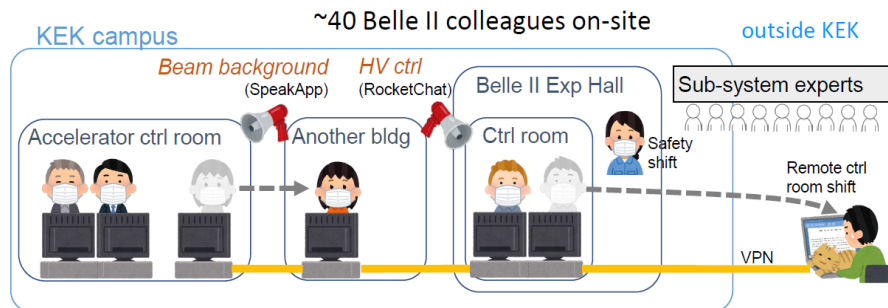 ~40 Belle II colleagues on-site
KEK campus
outside KEK
Beam background
(SpeakApp)
HV ctrl
(RocketChat)
Belle II Exp Hall
Sub-system experts
Accelerator ctrl room
Another bldg
Ctrl room
Safety
shift
Remote ctrl
room shift
VPN